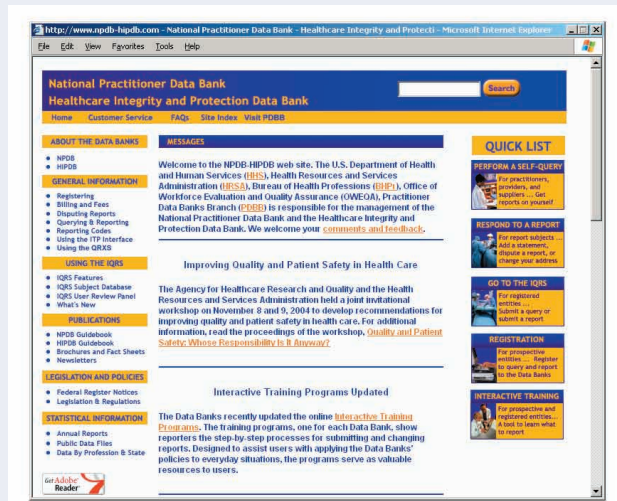 http://www.npdb-hipdb.com - National Practitioner Data Bank - Healthcare Integrity and Protecti - Microsoft Internet Explorer
File Edit View Favorites Tools Help
National Practitioner Data Bank
Healthcare Integrity and Protection Data Bank
Search
Home Customer Service FAQs Site Index Visit PDBB
ABOUT THE DATA BANKS
NPDB
HIPDB
GENERAL INFORMATION
Registering
Billing and Fees
Disputing Reports
Querying & Reporting
Reporting Codes
Using the ITP Interface
Using the QRXS
USING THE IQRS
IQRS Features
IQRS Subject Database
IQRS User Review Panel
What's New
PUBLICATIONS
NPDB Guidebook
HIPDB Guidebook
Brochures and Fact Sheets
Newsletters
LEGISLATION AND POLICIES
Federal Register Notices
Legislation & Regulations
STATISTICAL INFORMATION
Annual Reports
Public Data Files
Data By Profession & State
Get Adobe
Reader
MESSAGES
Welcome to the NPDB-HIPDB web site. The U.S. Department of Health
and Human Services (HHS), Health Resources and Services
Administration (HRSA), Bureau of Health Professions (BHPr), Office of
Workforce Evaluation and Quality Assurance (OWEQA), Practitioner
Data Banks Branch (PDBB) is responsible for the management of the
National Practitioner Data Bank and the Healthcare Integrity and
Protection Data Bank. We welcome your comments and feedback.
Improving Quality and Patient Safety in Health Care
The Agency for Healthcare Research and Quality and the Health
Resources and Services Administration held a joint invitational
workshop on November 8 and 9, 2004 to develop recommendations for
improving quality and patient safety in health care. For additional
information, read the proceedings of the workshop, Quality and Patient
Safety: Whose Responsibility Is It Anyway?
Interactive Training Programs Updated
The Data Banks recently updated the online Interactive Training
Programs. The training programs, one for each Data Bank, show
reporters the step-by-step processes for submitting and changing
reports. Designed to assist users with applying the Data Banks'
policies to everyday situations, the programs serve as valuable
resources to users.
QUICK LIST
PERFORM A SELF-QUERY
For practitioners,
providers, and
suppliers ... Get
reports on yourself
RESPOND TO A REPORT
For report subjects ...
Add a statement,
dispute a report, or
change your address
GO TO THE IQRS
For registered
entities ...
Submit a query or
submit a report
REGISTRATION
For prospective
entities ... Register
to query and report
to the Data Banks
INTERACTIVE TRAINING
For prospective and
registered entities...
A tool to learn what
to report